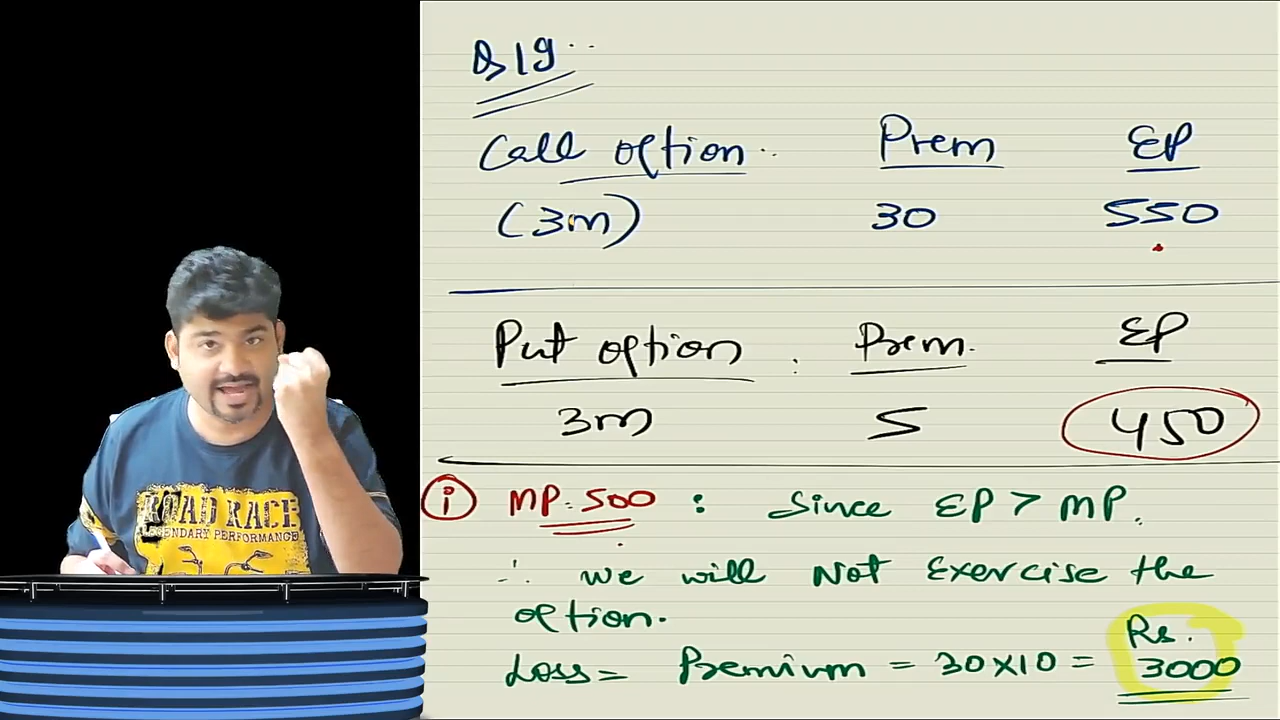 Q19..
Call option.. Prem EP
(3m) 30 550
Put option : Prem. EP
3m 5 450
i MP = 500 : Since EP > MP.
∴ we will Not Exercise the
option.
Loss = Premium = 30×10 = Rs. 3000
ROAD RACE
LEGENDARY PERFORMANCE